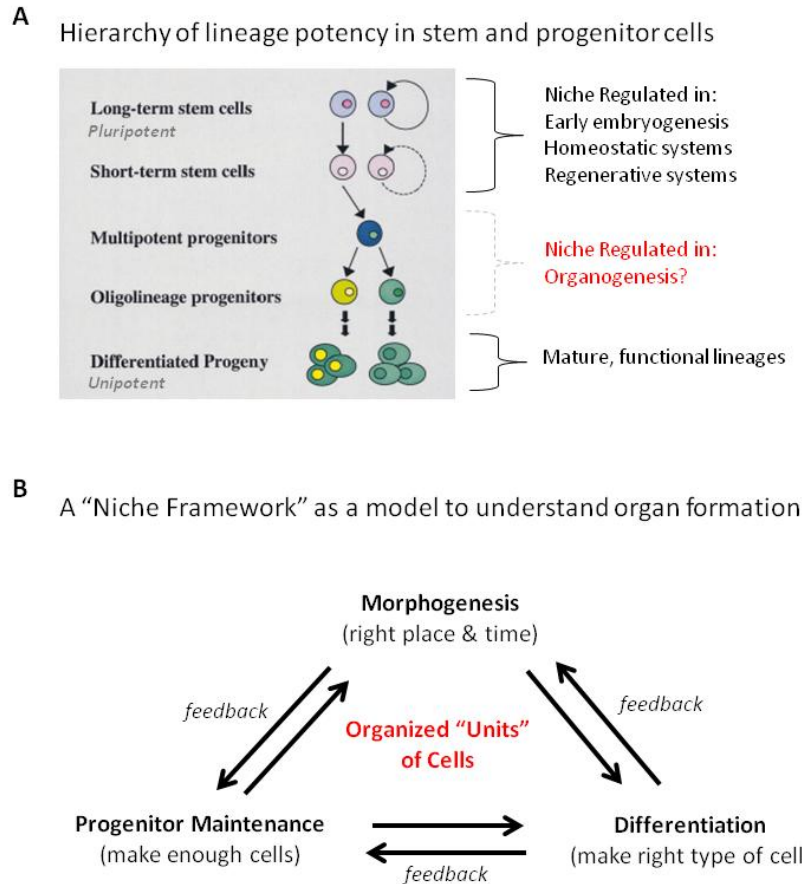 A
Hierarchy of lineage potency in stem and progenitor cells
Long-term stem cells
Pluripotent
Short-term stem cells
Multipotent progenitors
Oligolineage progenitors
Differentiated Progeny
Unipotent
Niche Regulated in:
Early embryogenesis
Homeostatic systems
Regenerative systems
Niche Regulated in:
Organogenesis?
Mature, functional lineages
B
A “Niche Framework” as a model to understand organ formation
Morphogenesis
(right place & time)
feedback
feedback
Organized “Units”
of Cells
Progenitor Maintenance
(make enough cells)
Differentiation
(make right type of cell
feedback